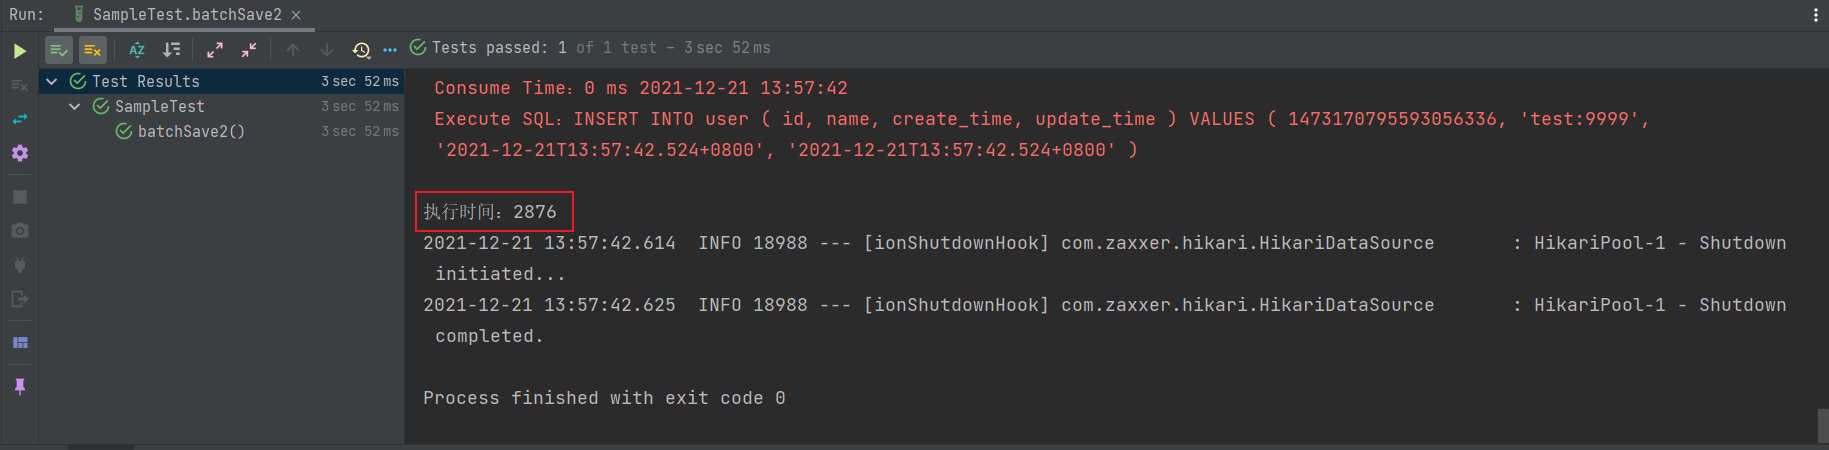 Run: SampleTest.batchSave2 ×
Tests passed: 1 of 1 test – 3 sec 52 ms
Test Results 3 sec 52 ms
SampleTest 3 sec 52 ms
batchSave2() 3 sec 52 ms
Consume Time：0 ms 2021-12-21 13:57:42
Execute SQL：INSERT INTO user ( id, name, create_time, update_time ) VALUES ( 1473170795593056336, 'test:9999',
'2021-12-21T13:57:42.524+0800', '2021-12-21T13:57:42.524+0800' )
执行时间：2876
2021-12-21 13:57:42.614  INFO 18988 --- [ionShutdownHook] com.zaxxer.hikari.HikariDataSource       : HikariPool-1 - Shutdown
initiated...
2021-12-21 13:57:42.625  INFO 18988 --- [ionShutdownHook] com.zaxxer.hikari.HikariDataSource       : HikariPool-1 - Shutdown
completed.
Process finished with exit code 0